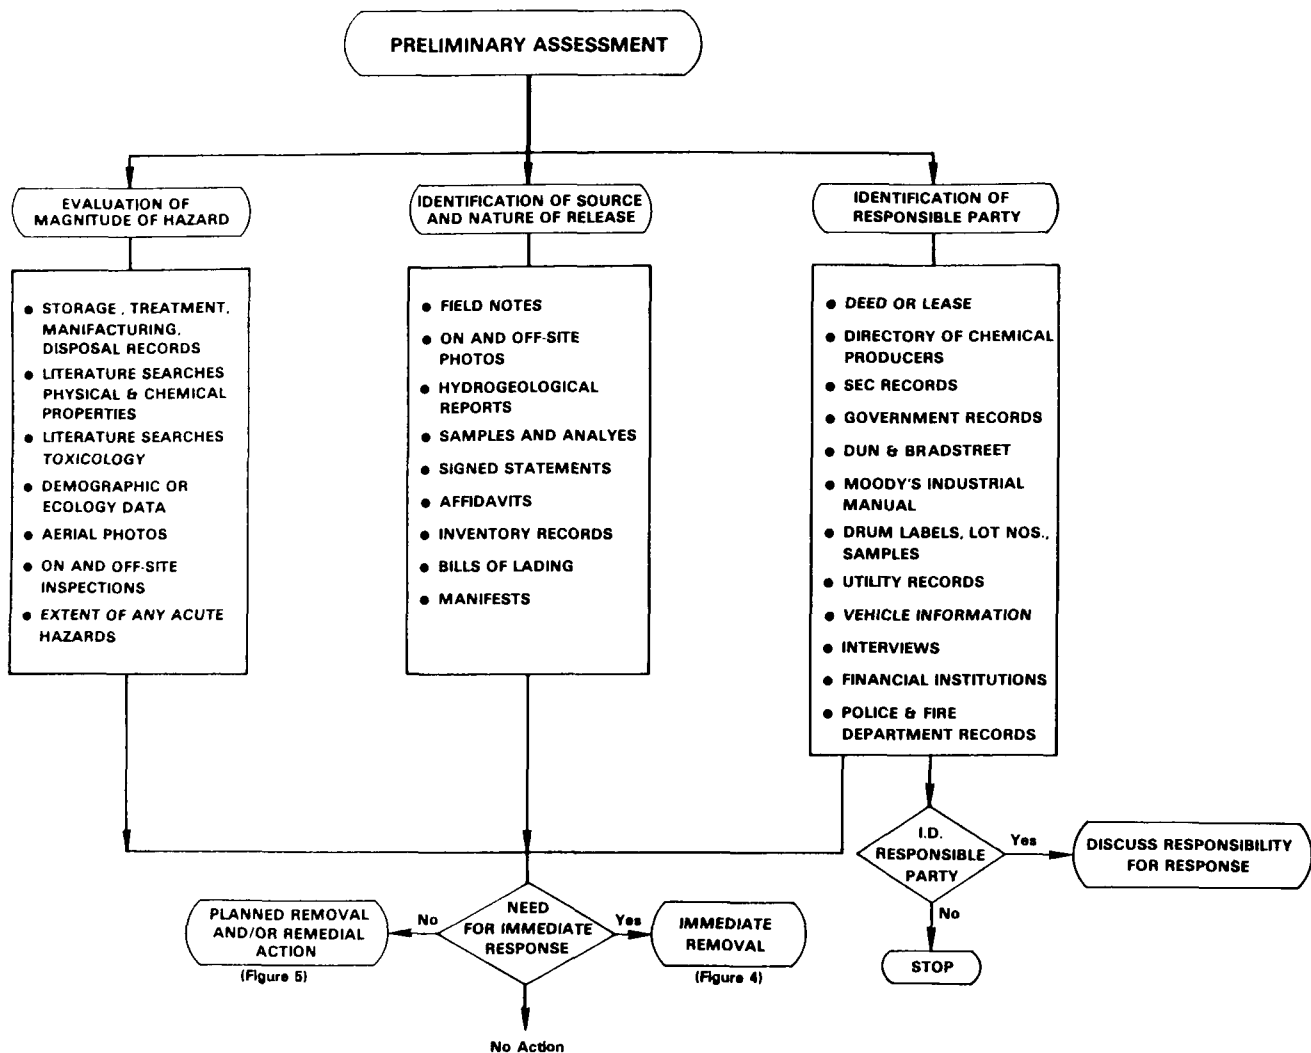 PRELIMINARY ASSESSMENT
EVALUATION OF
MAGNITUDE OF HAZARD
● STORAGE, TREATMENT,
MANIFACTURING,
DISPOSAL RECORDS
● LITERATURE SEARCHES
PHYSICAL & CHEMICAL
PROPERTIES
● LITERATURE SEARCHES
TOXICOLOGY
● DEMOGRAPHIC OR
ECOLOGY DATA
● AERIAL PHOTOS
● ON AND OFF-SITE
INSPECTIONS
● EXTENT OF ANY ACUTE
HAZARDS
IDENTIFICATION OF SOURCE
AND NATURE OF RELEASE
● FIELD NOTES
● ON AND OFF-SITE
PHOTOS
● HYDROGEOLOGICAL
REPORTS
● SAMPLES AND ANALYES
● SIGNED STATEMENTS
● AFFIDAVITS
● INVENTORY RECORDS
● BILLS OF LADING
● MANIFESTS
IDENTIFICATION OF
RESPONSIBLE PARTY
● DEED OR LEASE
● DIRECTORY OF CHEMICAL
PRODUCERS
● SEC RECORDS
● GOVERNMENT RECORDS
● DUN & BRADSTREET
● MOODY'S INDUSTRIAL
MANUAL
● DRUM LABELS, LOT NOS.,
SAMPLES
● UTILITY RECORDS
● VEHICLE INFORMATION
● INTERVIEWS
● FINANCIAL INSTITUTIONS
● POLICE & FIRE
DEPARTMENT RECORDS
I.D.
RESPONSIBLE
PARTY
Yes
DISCUSS RESPONSIBILITY
FOR RESPONSE
No
STOP
NEED
FOR IMMEDIATE
RESPONSE
No
PLANNED REMOVAL
AND/OR REMEDIAL
ACTION
(Figure 5)
Yes
IMMEDIATE
REMOVAL
(Figure 4)
No Action